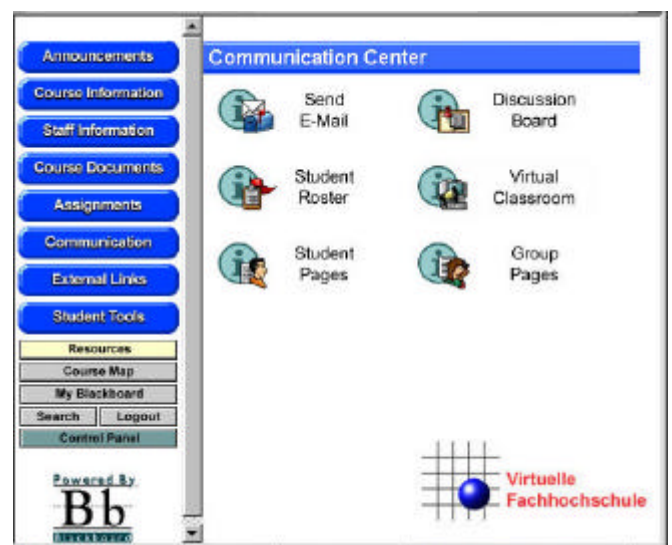 Announcements
Course Information
Staff Information
Course Documents
Assignments
Communication
External Links
Student Tools
Resources
Course Map
My Blackboard
Search Logout
Control Panel
Powered By
Bb
Blackboard
Communication Center
Send
E-Mail
Discussion
Board
Student
Roster
Virtual
Classroom
Student
Pages
Group
Pages
Virtuelle
Fachhochschule